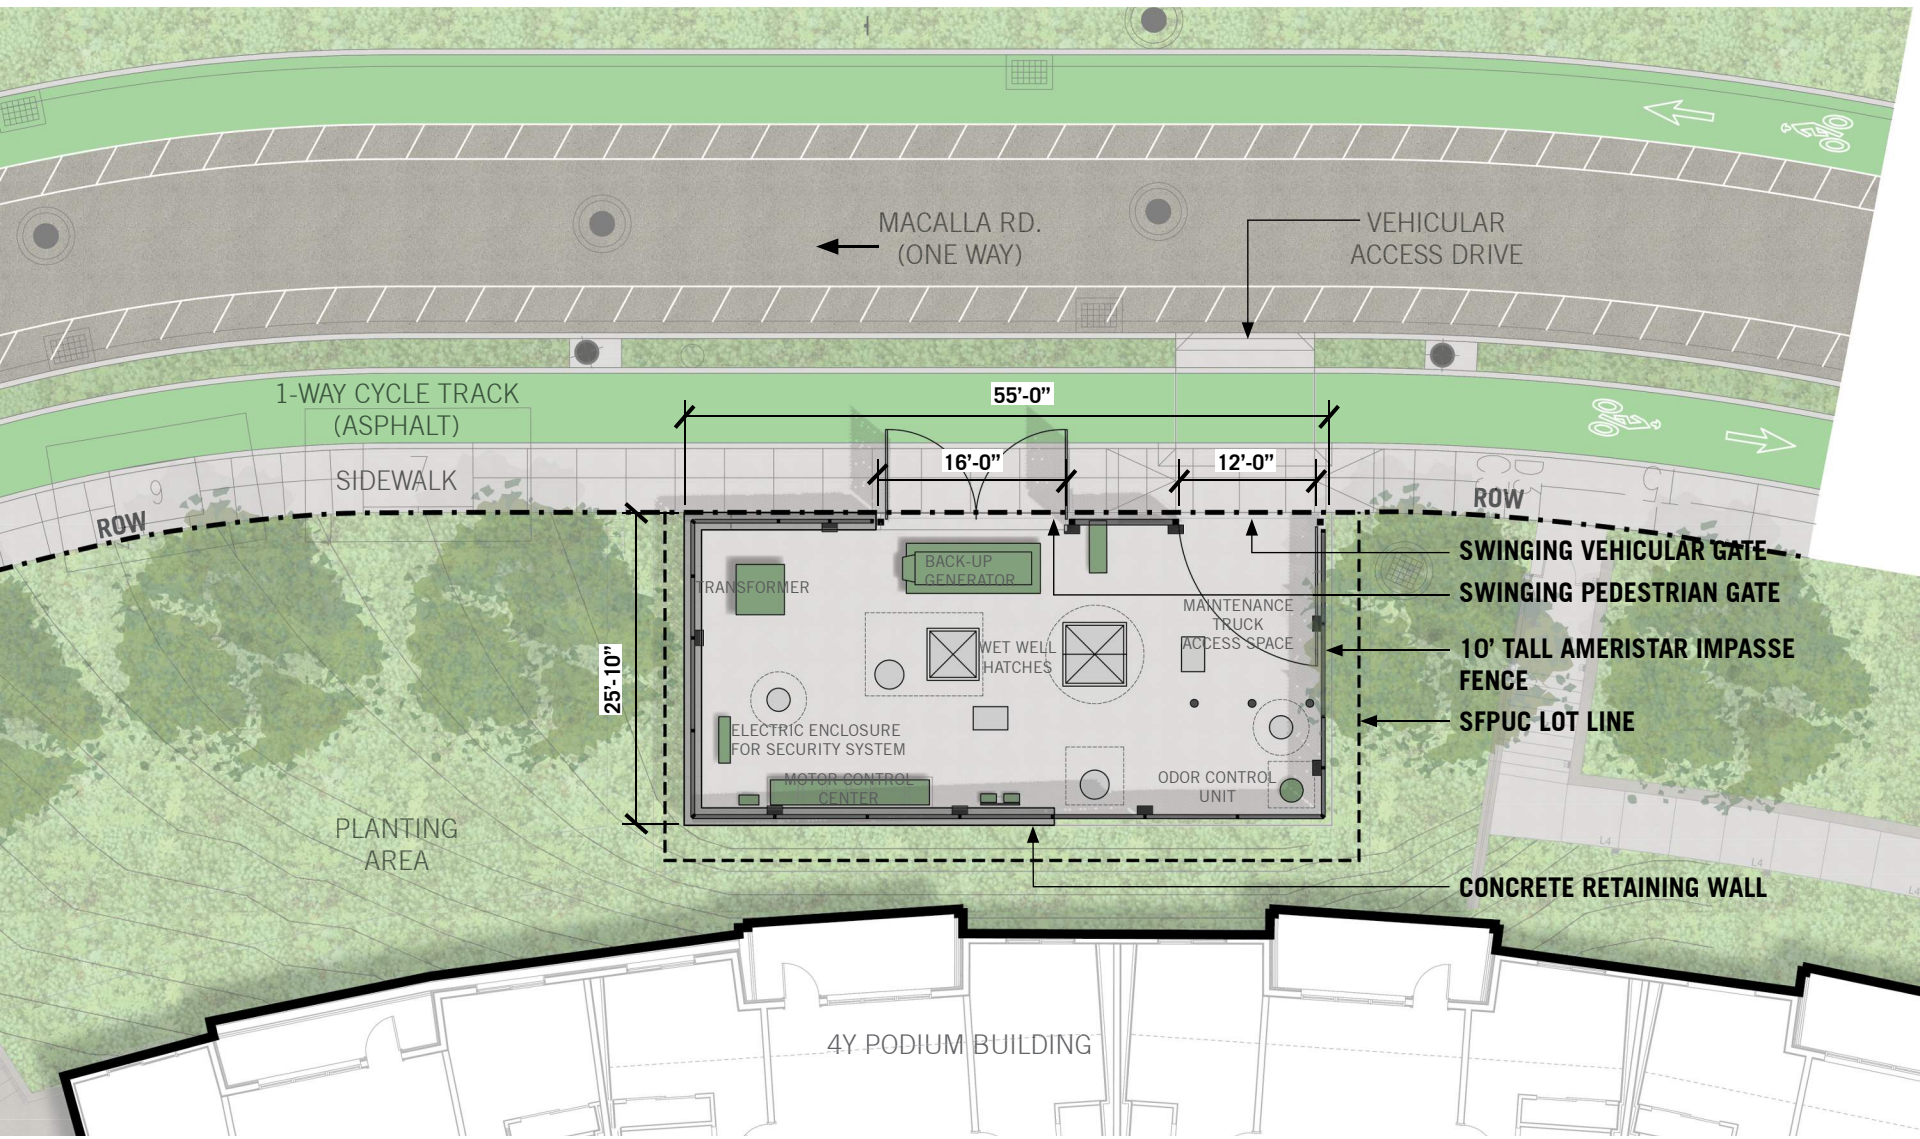 MACALLA RD.
(ONE WAY)
VEHICULAR
ACCESS DRIVE
1-WAY CYCLE TRACK
(ASPHALT)
55'-0"
SIDEWALK
16'-0"
12'-0"
ROW
ROW
SWINGING VEHICULAR GATE
SWINGING PEDESTRIAN GATE
10' TALL AMERISTAR IMPASSE
FENCE
SFPUC LOT LINE
CONCRETE RETAINING WALL
25'-10"
TRANSFORMER
BACK-UP
GENERATOR
MAINTENANCE
TRUCK
ACCESS SPACE
WET WELL
HATCHES
ELECTRIC ENCLOSURE
FOR SECURITY SYSTEM
MOTOR CONTROL
CENTER
ODOR CONTROL
UNIT
PLANTING
AREA
L4
L4
L4
4Y PODIUM BUILDING